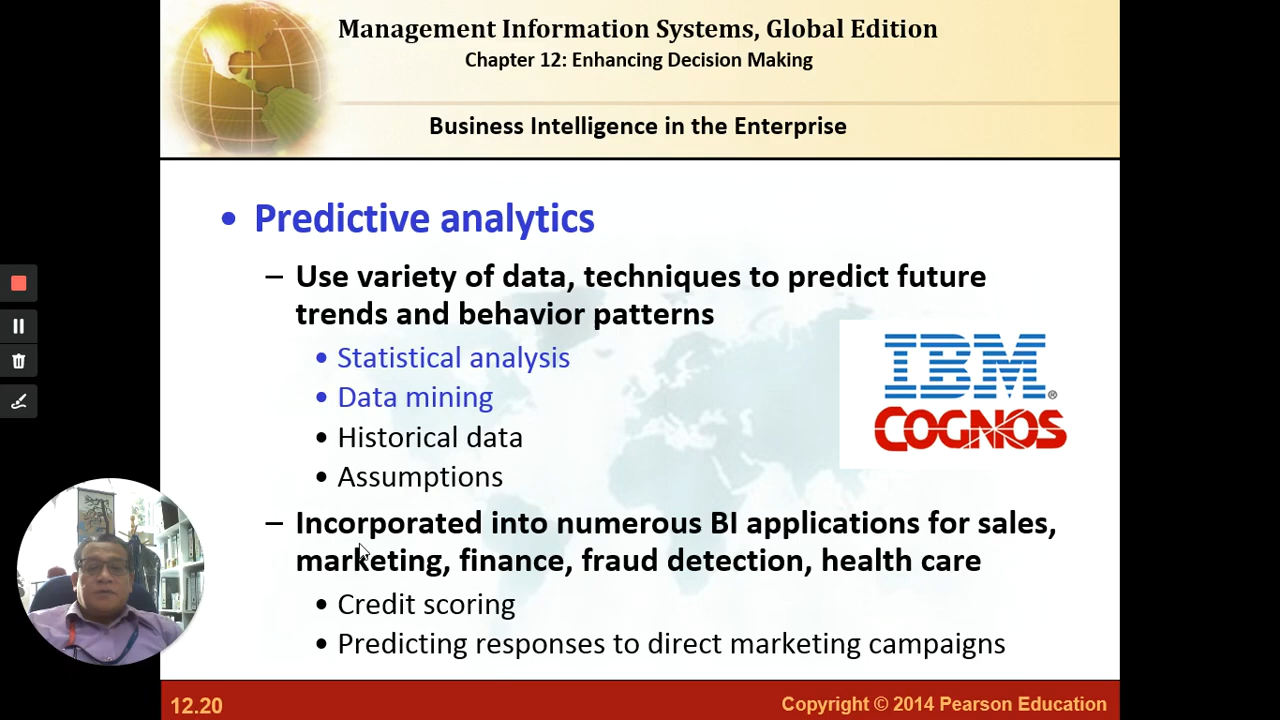 Management Information Systems, Global Edition
Chapter 12: Enhancing Decision Making
Business Intelligence in the Enterprise
• Predictive analytics
– Use variety of data, techniques to predict future
trends and behavior patterns
• Statistical analysis
• Data mining
• Historical data
• Assumptions
IBM®
COGNOS
– Incorporated into numerous BI applications for sales,
marketing, finance, fraud detection, health care
• Credit scoring
• Predicting responses to direct marketing campaigns
12.20
Copyright © 2014 Pearson Education